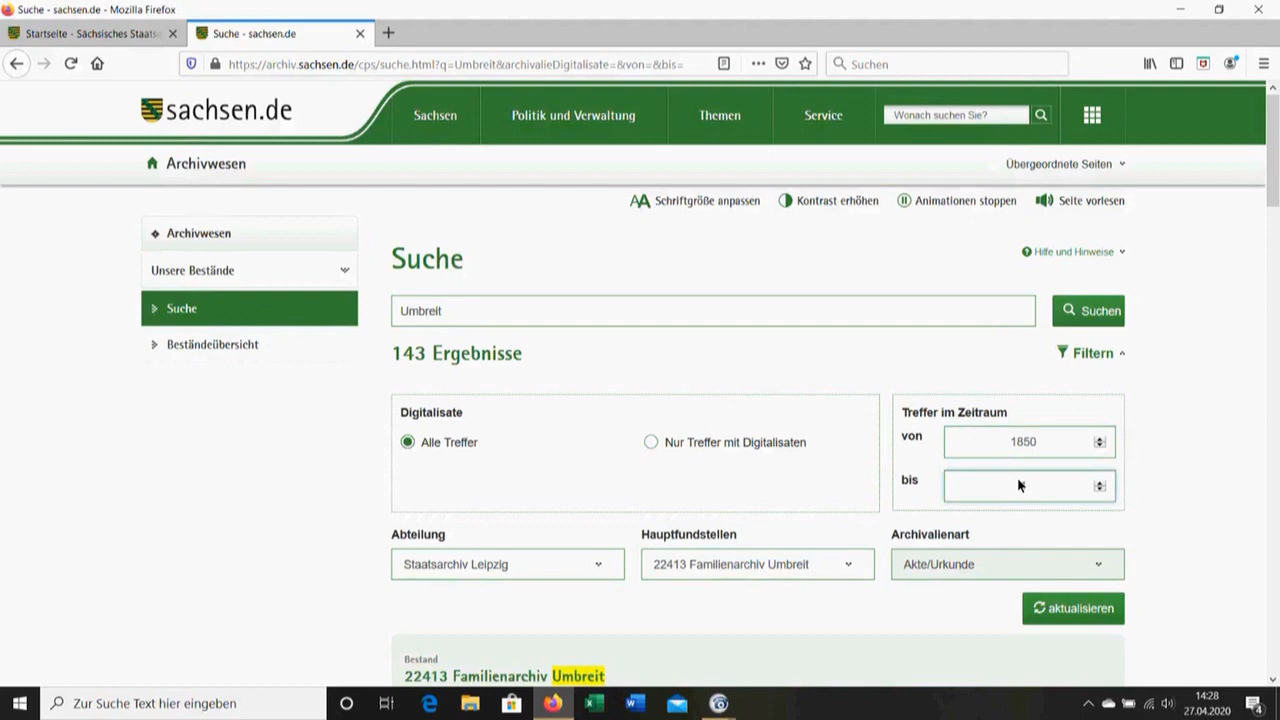 Suche - sachsen.de - Mozilla Firefox
Startseite - Sächsisches Staats
Suche - sachsen.de
https://archiv.sachsen.de/cps/suche.html?q=Umbreit&archivalieDigitalisate=&von=&bis=
Suchen
sachsen.de
Sachsen
Politik und Verwaltung
Themen
Service
Wonach suchen Sie?
Archivwesen
Übergeordnete Seiten
AA Schriftgröße anpassen
Kontrast erhöhen
Animationen stoppen
Seite vorlesen
Archivwesen
Unsere Bestände
Suche
Beständeübersicht
Suche
Hilfe und Hinweise
Umbreit
Suchen
143 Ergebnisse
Filtern
Digitalisate
Alle Treffer
Nur Treffer mit Digitalisaten
Treffer im Zeitraum
von
1850
bis
Abteilung
Hauptfundstellen
Archivalienart
Staatsarchiv Leipzig
22413 Familienarchiv Umbreit
Akte/Urkunde
aktualisieren
Bestand
22413 Familienarchiv Umbreit
Zur Suche Text hier eingeben
14:28
27.04.2020
4